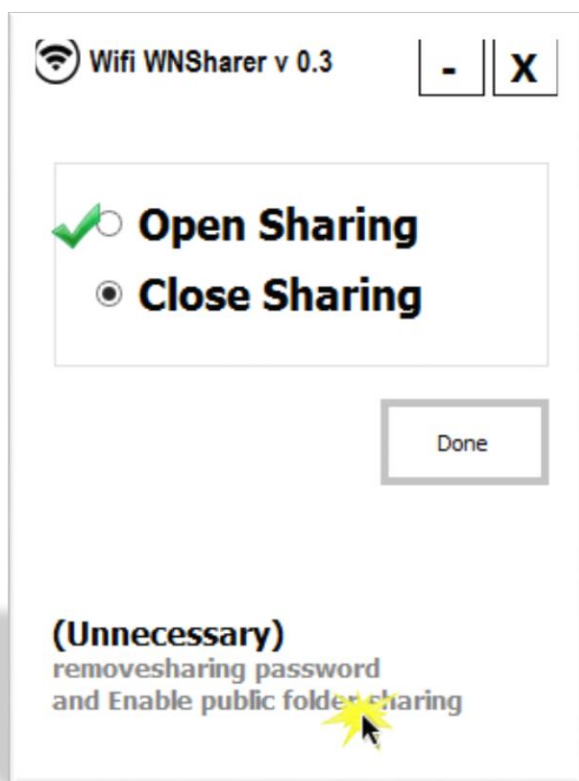 Wifi WNSharer v 0.3
- X
Open Sharing
Close Sharing
Done
(Unnecessary)
removesharing password
and Enable public folder sharing